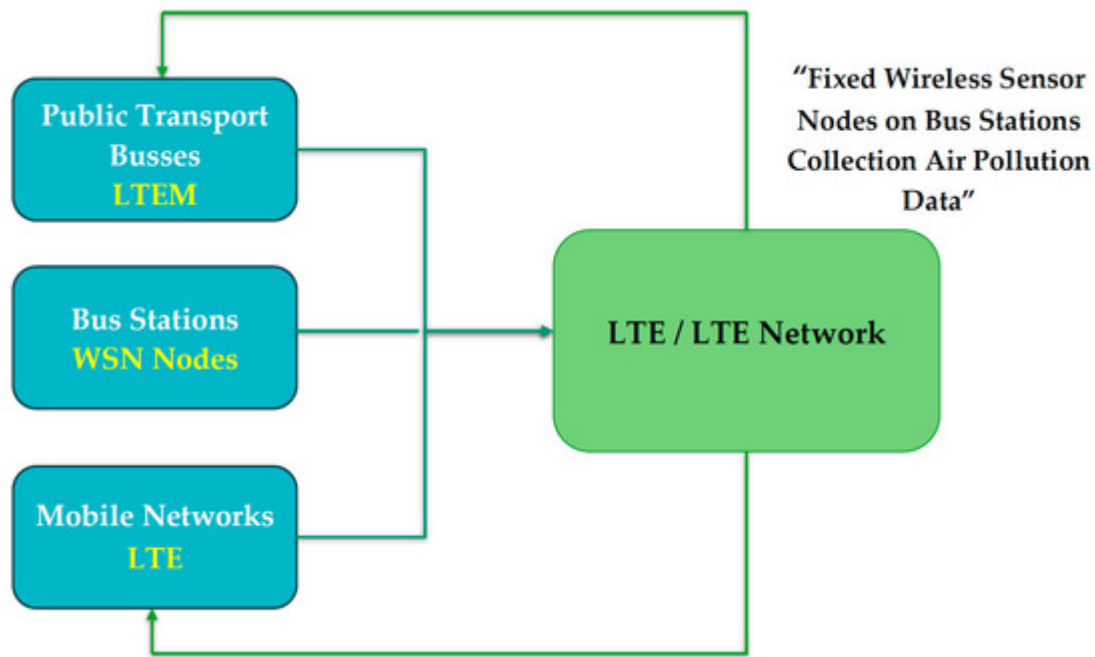 Public Transport
Busses
LTEM
Bus Stations
WSN Nodes
Mobile Networks
LTE
LTE / LTE Network
“Fixed Wireless Sensor
Nodes on Bus Stations
Collection Air Pollution
Data”